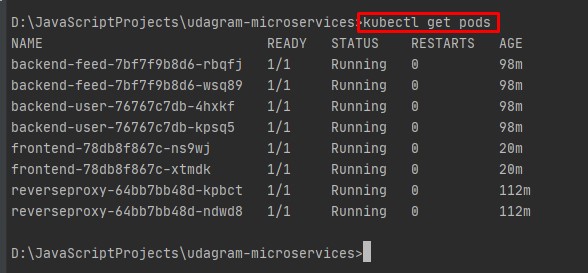 D:\JavaScriptProjects\udagram-microservices>kubectl get pods
NAME READY STATUS RESTARTS AGE
backend-feed-7bf7f9b8d6-rbqfj 1/1 Running 0 98m
backend-feed-7bf7f9b8d6-wsq89 1/1 Running 0 98m
backend-user-76767c7db-4hxkf 1/1 Running 0 98m
backend-user-76767c7db-kpsq5 1/1 Running 0 98m
frontend-78db8f867c-ns9wj 1/1 Running 0 20m
frontend-78db8f867c-xtmdk 1/1 Running 0 20m
reverseproxy-64bb7bb48d-kpbct 1/1 Running 0 112m
reverseproxy-64bb7bb48d-ndwd8 1/1 Running 0 112m
D:\JavaScriptProjects\udagram-microservices>